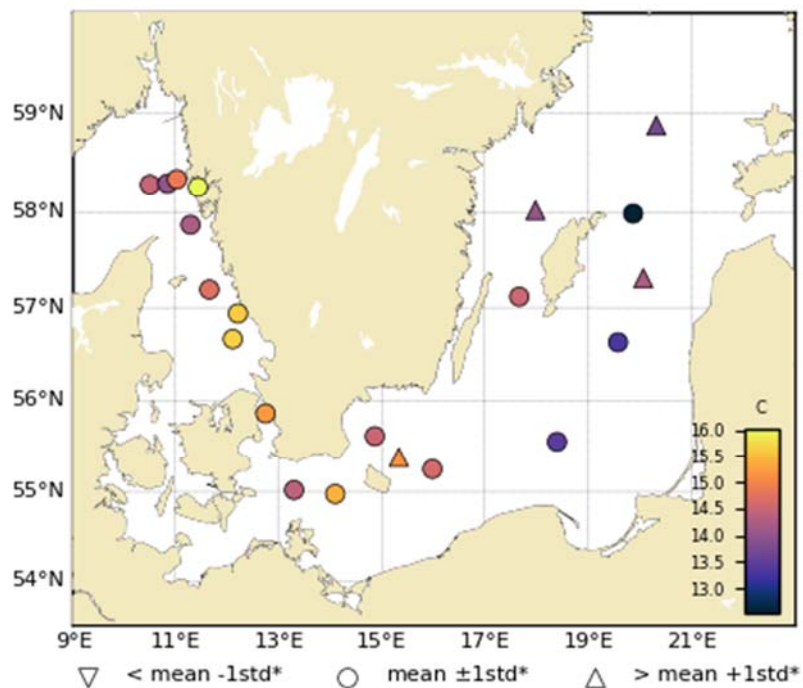 59°N
58°N
57°N
56°N
55°N
54°N
C
16.0
15.5
15.0
14.5
14.0
13.5
13.0
9°E 11°E 13°E 15°E 17°E 19°E 21°E
▽ < mean -1std* ○ mean ±1std* △ > mean +1std*